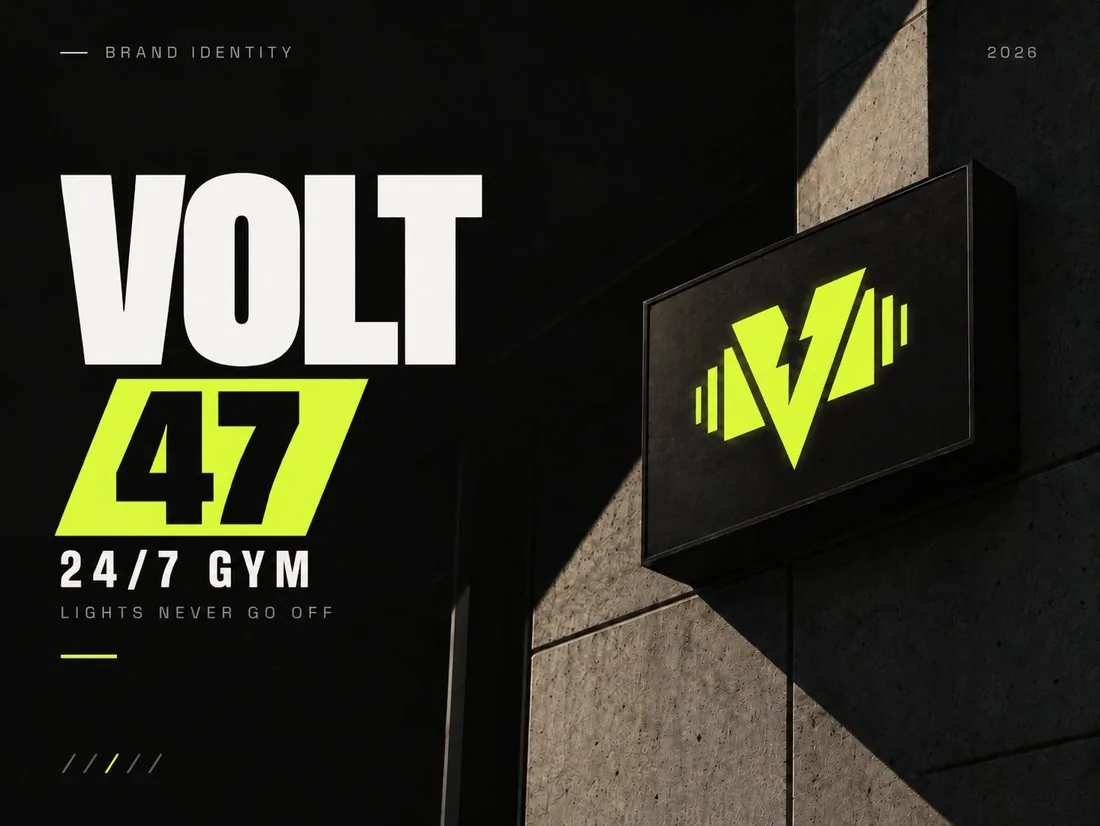 BRAND IDENTITY
2026
VOLT
47
24/7 GYM
LIGHTS NEVER GO OFF